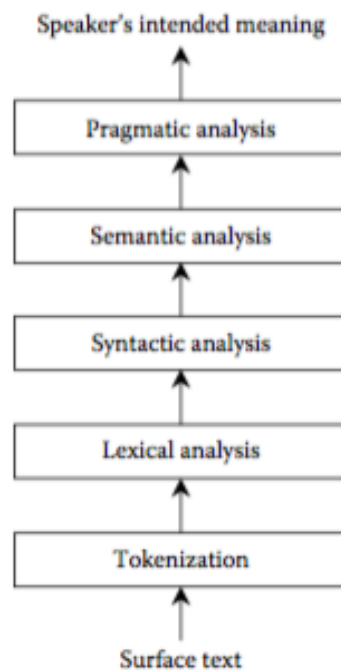 Speaker's intended meaning
Pragmatic analysis
Semantic analysis
Syntactic analysis
Lexical analysis
Tokenization
Surface text